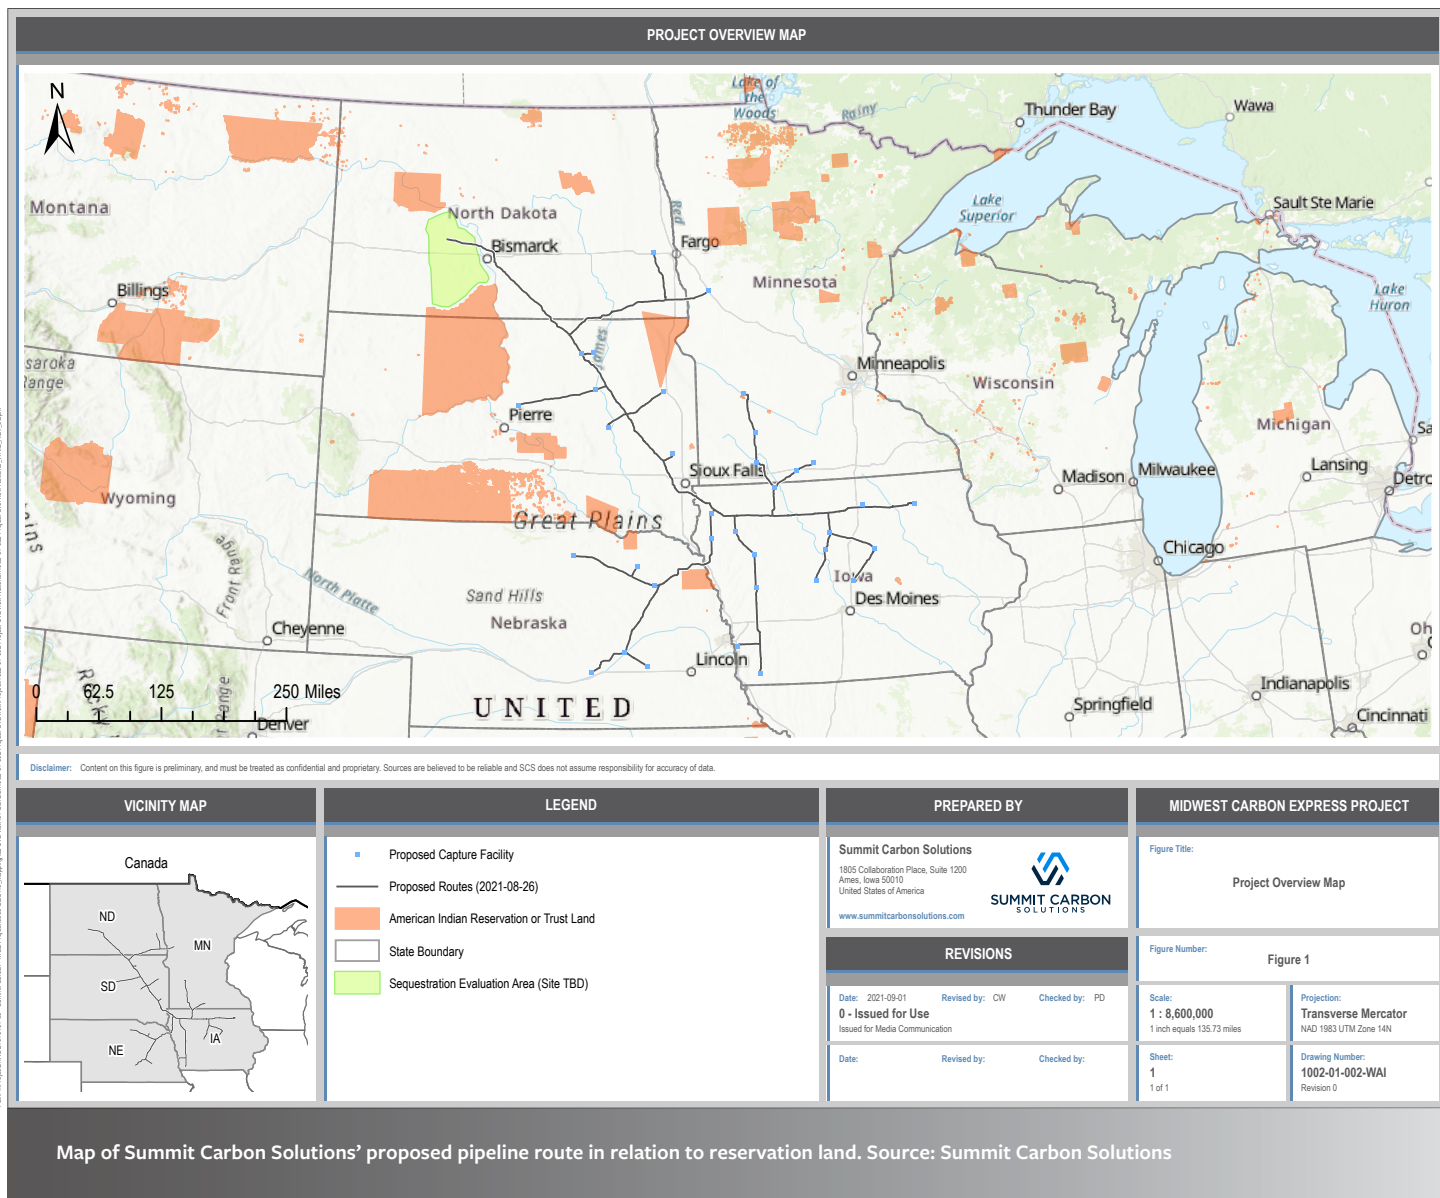 PROJECT OVERVIEW MAP
N
Lake of
the
Woods
Rainy
Thunder Bay
Wawa
Montana
North Dakota
Red
Lake
Superior
Sault Ste Marie
Bismarck
Fargo
Minnesota
Billings
Lake
Huron
James
Minneapolis
Wisconsin
saroka
Range
Pierre
Michigan
Sioux Falls
Madison
Milwaukee
Lansing
Detro
Wyoming
Great Plains
ains
Front Range
Chicago
North Platte
Sand Hills
Iowa
Nebraska
Des Moines
Cheyenne
Lincoln
Oh
0 62.5 125 250 Miles
UNITED
Indianapolis
Springfield
Cincinnati
Denver
Disclaimer: Content on this figure is preliminary, and must be treated as confidential and proprietary. Sources are believed to be reliable and SCS does not assume responsibility for accuracy of data.
VICINITY MAP
Canada
ND
MN
SD
NE
IA
LEGEND
Proposed Capture Facility
Proposed Routes (2021-08-26)
American Indian Reservation or Trust Land
State Boundary
Sequestration Evaluation Area (Site TBD)
PREPARED BY
Summit Carbon Solutions
1805 Collaboration Place, Suite 1200
Ames, Iowa 50010
United States of America
www.summitcarbonsolutions.com
SUMMIT CARBON
SOLUTIONS
REVISIONS
Date: 2021-09-01 Revised by: CW Checked by: PD
0 - Issued for Use
Issued for Media Communication
Date: Revised by: Checked by:
MIDWEST CARBON EXPRESS PROJECT
Figure Title:
Project Overview Map
Figure Number:
Figure 1
Scale:
1 : 8,600,000
1 inch equals 135.73 miles
Projection:
Transverse Mercator
NAD 1983 UTM Zone 14N
Sheet:
1
1 of 1
Drawing Number:
1002-01-002-WAI
Revision 0
Map of Summit Carbon Solutions’ proposed pipeline route in relation to reservation land. Source: Summit Carbon Solutions